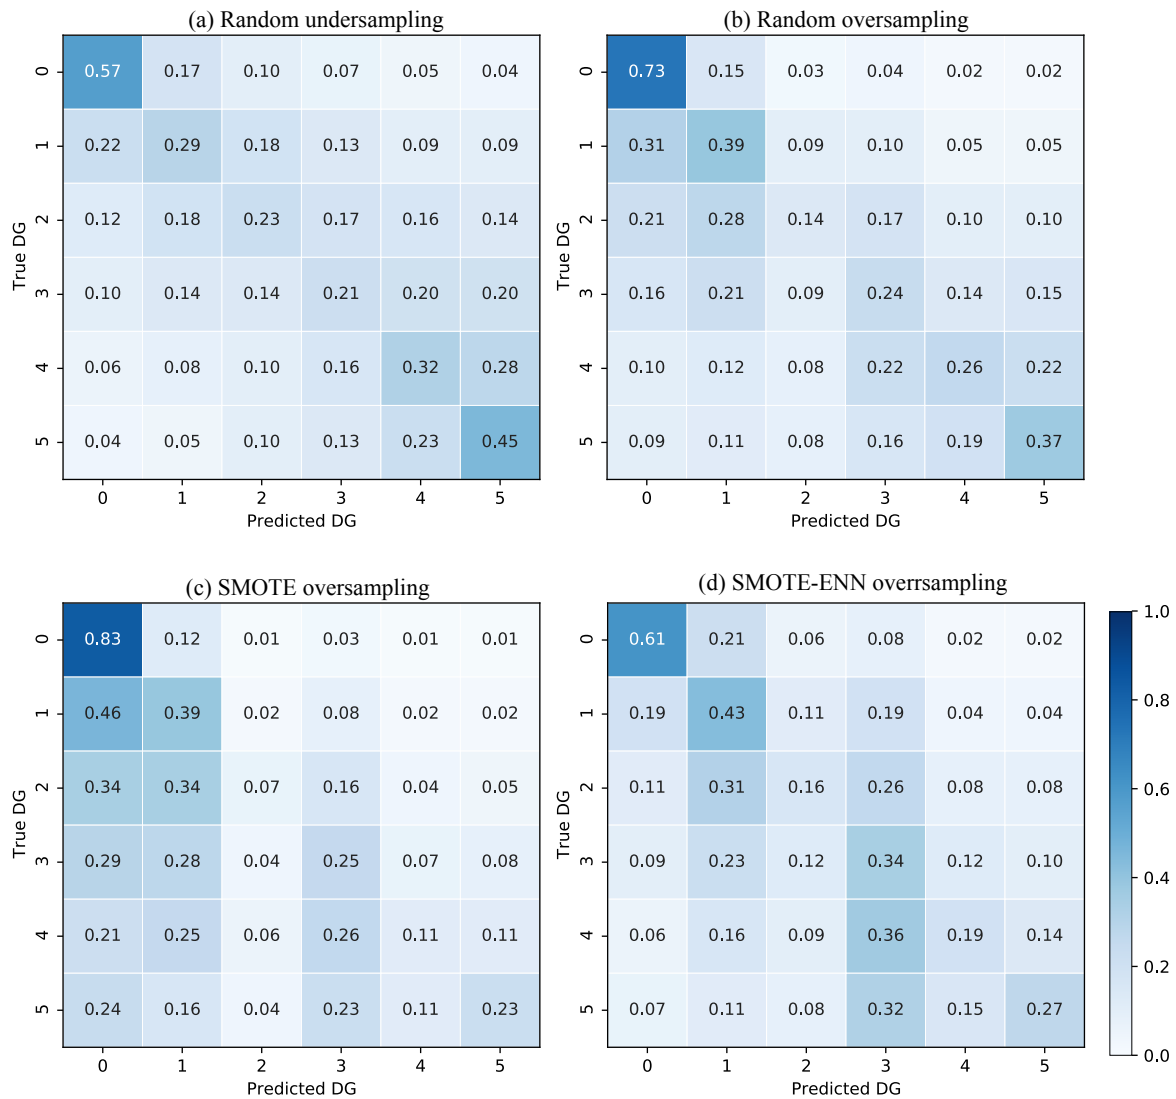 (a) Random undersampling
(b) Random oversampling
True DG
0 0.57 0.17 0.10 0.07 0.05 0.04
1 0.22 0.29 0.18 0.13 0.09 0.09
2 0.12 0.18 0.23 0.17 0.16 0.14
3 0.10 0.14 0.14 0.21 0.20 0.20
4 0.06 0.08 0.10 0.16 0.32 0.28
5 0.04 0.05 0.10 0.13 0.23 0.45
0 1 2 3 4 5
Predicted DG
True DG
0 0.73 0.15 0.03 0.04 0.02 0.02
1 0.31 0.39 0.09 0.10 0.05 0.05
2 0.21 0.28 0.14 0.17 0.10 0.10
3 0.16 0.21 0.09 0.24 0.14 0.15
4 0.10 0.12 0.08 0.22 0.26 0.22
5 0.09 0.11 0.08 0.16 0.19 0.37
0 1 2 3 4 5
Predicted DG
(c) SMOTE oversampling
(d) SMOTE-ENN overrsampling
True DG
0 0.83 0.12 0.01 0.03 0.01 0.01
1 0.46 0.39 0.02 0.08 0.02 0.02
2 0.34 0.34 0.07 0.16 0.04 0.05
3 0.29 0.28 0.04 0.25 0.07 0.08
4 0.21 0.25 0.06 0.26 0.11 0.11
5 0.24 0.16 0.04 0.23 0.11 0.23
0 1 2 3 4 5
Predicted DG
True DG
0 0.61 0.21 0.06 0.08 0.02 0.02
1 0.19 0.43 0.11 0.19 0.04 0.04
2 0.11 0.31 0.16 0.26 0.08 0.08
3 0.09 0.23 0.12 0.34 0.12 0.10
4 0.06 0.16 0.09 0.36 0.19 0.14
5 0.07 0.11 0.08 0.32 0.15 0.27
0 1 2 3 4 5
Predicted DG
1.0
0.8
0.6
0.4
0.2
0.0